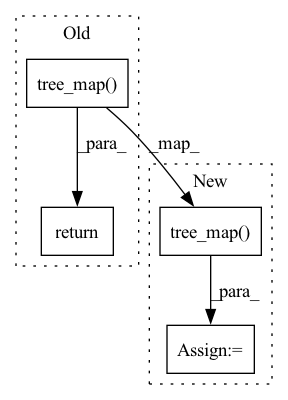 Old
tree_map()
_para_
_map_
New
return
tree_map()
_para_
Assign:=